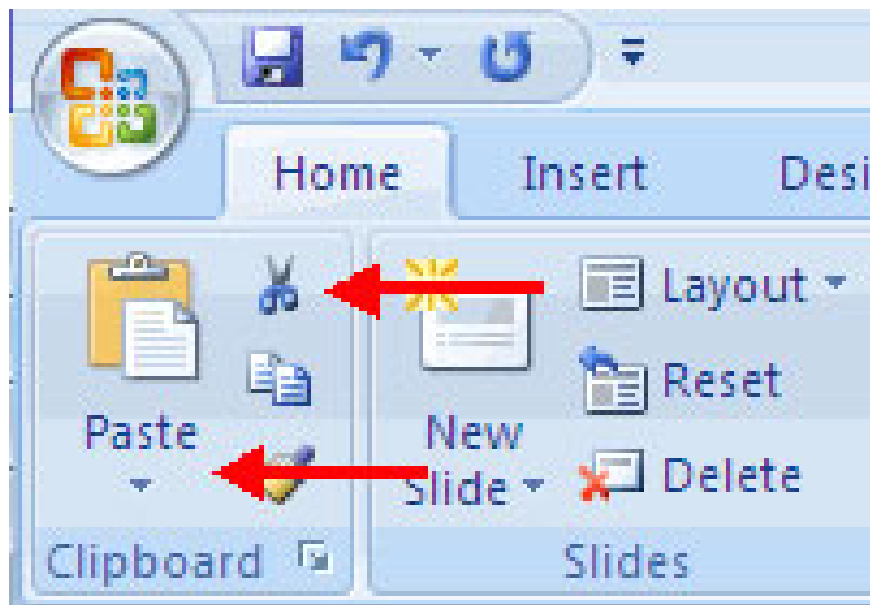 Home Insert Desi
Layout
Reset
Paste
New
Slide
Delete
Clipboard
Slides